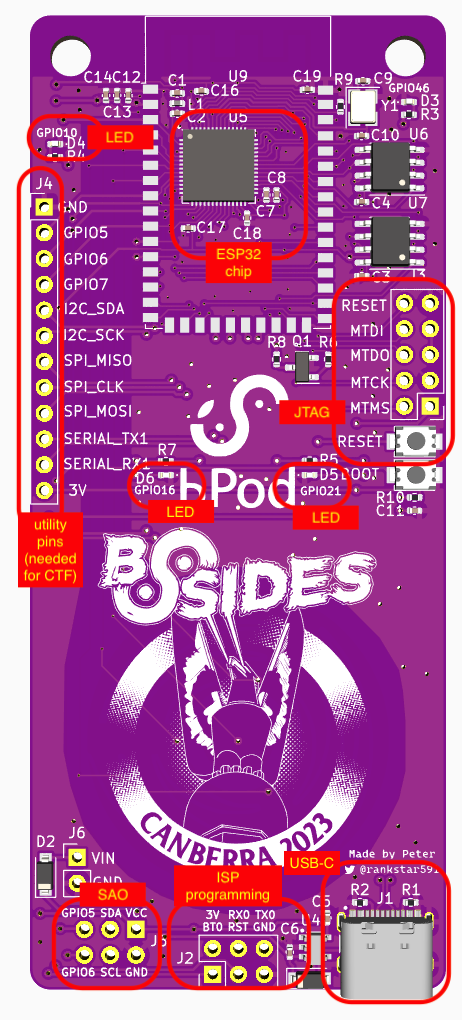 C14 C12
C13
C1
C16
U9
C19
R9
C9
GPIO46
D3
R3
L1
C2
U5
Y1
GPIO10
D4
R4
LED
C10
U6
C8
C7
C17
C18
C4
U7
ESP32
chip
C3
J3
J4
GND
GPIO5
GPIO6
GPIO7
I2C_SDA
I2C_SCK
SPI_MISO
SPI_CLK
SPI_MOSI
SERIAL_TX1
SERIAL_RX1
3V
RESET
MTDI
MTDO
MTCK
MTMS
JTAG
R8
Q1
R6
RESET
BOOT
R7
D6
GPIO16
LED
bPod
R5
D5
GPIO21
LED
R10
C11
utility
pins
(needed
for CTF)
BSIDES
CANBERRA 2023
D2
J6
VIN
GND
Made by Peter
@rankstar591
USB-C
SAO
ISP
programming
GPIO5 SDA VCC
J5
GPIO6 SCL GND
3V RX0 TX0
BT0 RST GND
J2
C5
U4
C6
R2
R1
J1